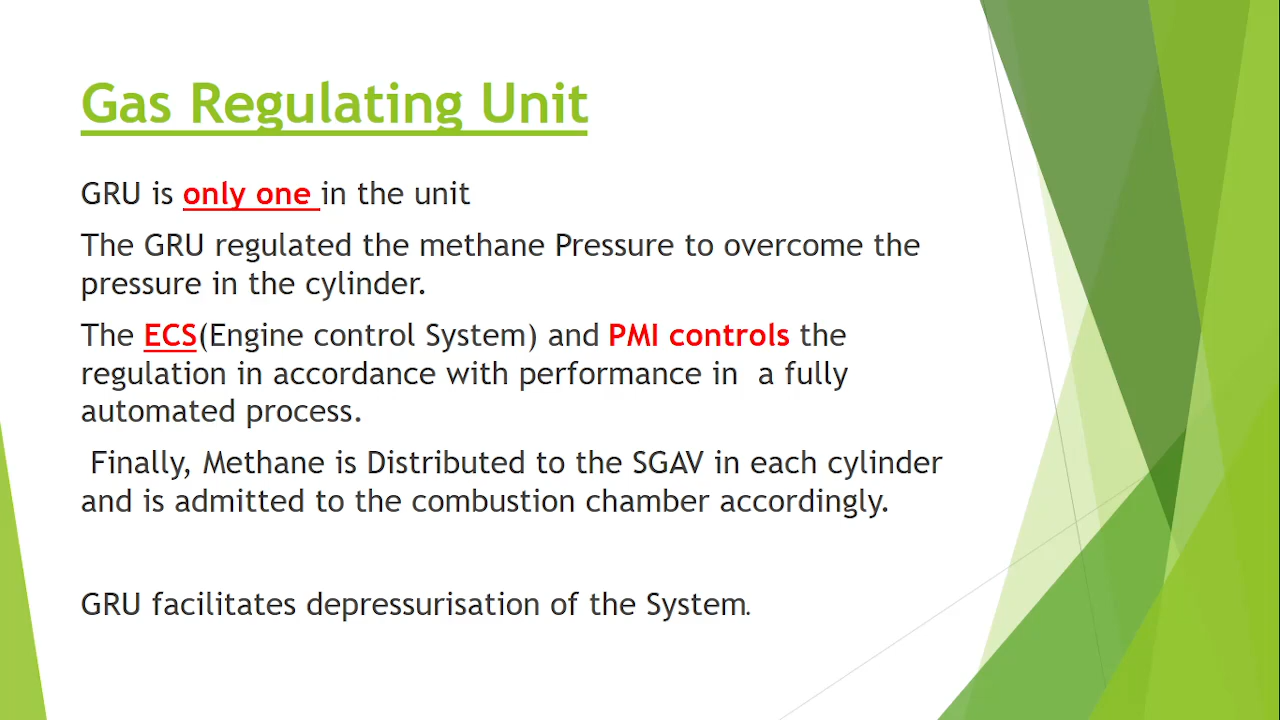 Gas Regulating Unit
GRU is only one in the unit
The GRU regulated the methane Pressure to overcome the
pressure in the cylinder.
The ECS(Engine control System) and PMI controls the
regulation in accordance with performance in  a fully
automated process.
Finally, Methane is Distributed to the SGAV in each cylinder
and is admitted to the combustion chamber accordingly.
GRU facilitates depressurisation of the System.